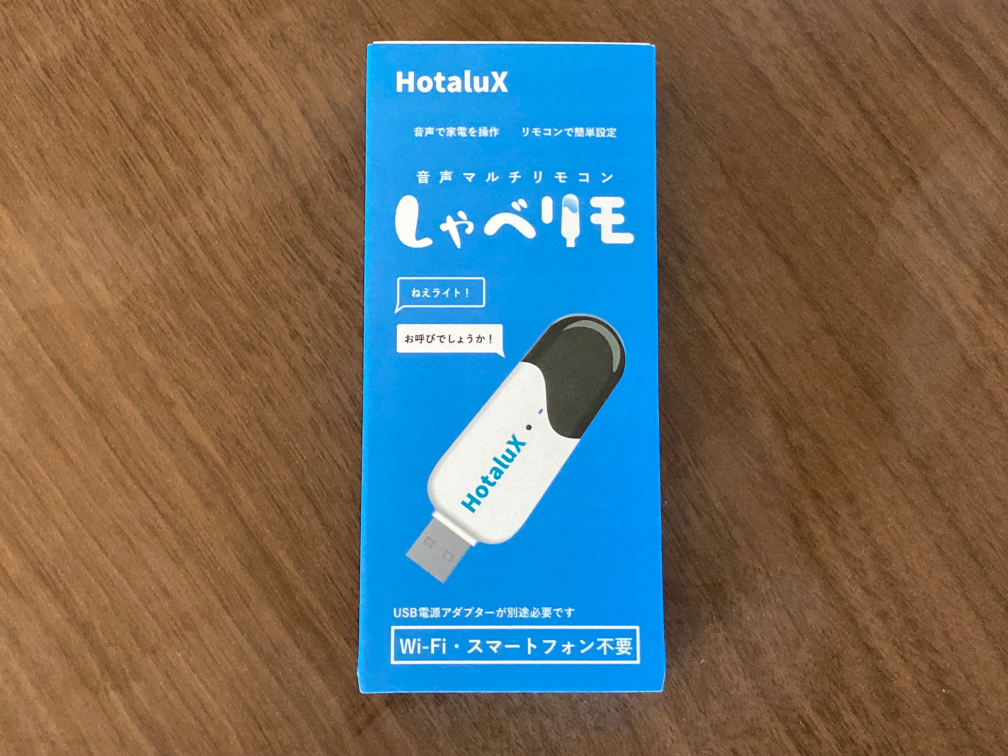 HotaluX
音声で家電を操作 リモコンで簡単設定
音声マルチリモコン
しゃべリモ
ねえライト！
お呼びでしょうか！
HotaluX
USB電源アダプターが別途必要です
Wi-Fi・スマートフォン不要